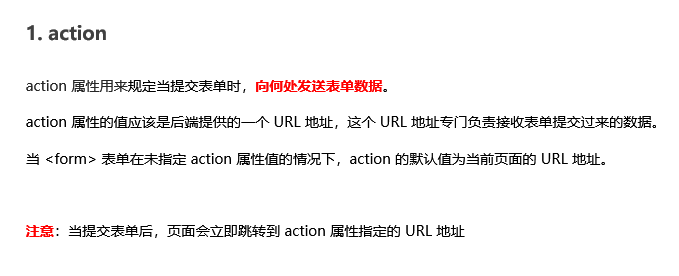 1. action
action 属性用来规定当提交表单时，向何处发送表单数据。
action 属性的值应该是后端提供的一个 URL 地址，这个 URL 地址专门负责接收表单提交过来的数据。
当 <form> 表单在未指定 action 属性值的情况下，action 的默认值为当前页面的 URL 地址。
注意：当提交表单后，页面会立即跳转到 action 属性指定的 URL 地址